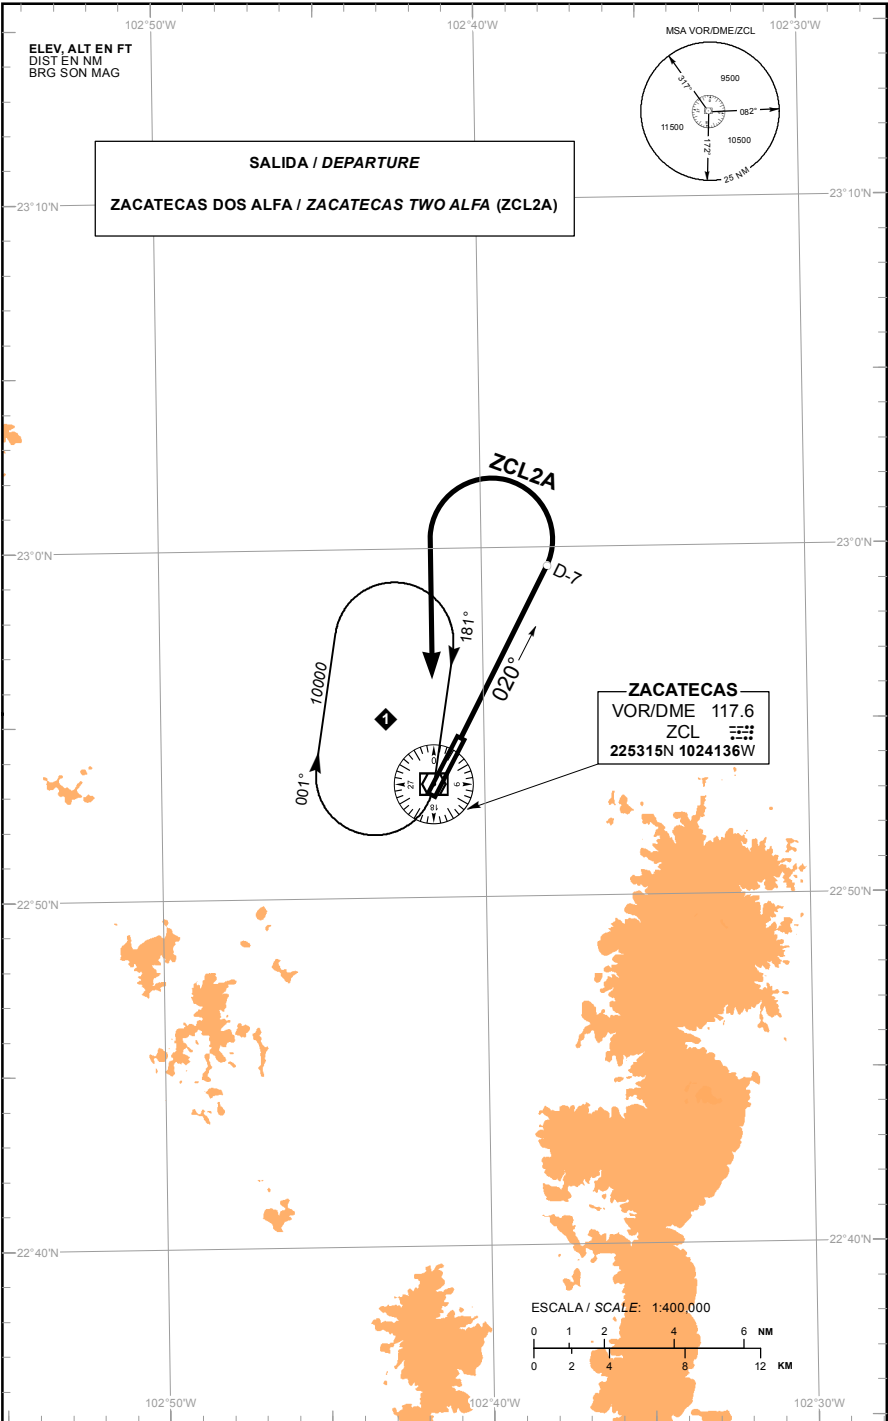 102°50'W
102°40'W
102°30'W
ELEV, ALT EN FT
DIST EN NM
BRG SON MAG
MSA VOR/DME/ZCL
317°
9500
082°
11500
10500
172°
25 NM
SALIDA / DEPARTURE
ZACATECAS DOS ALFA / ZACATECAS TWO ALFA (ZCL2A)
23°10'N
23°10'N
ZCL2A
23°0'N
23°0'N
D-7
181°
10000
020°
1
001°
ZACATECAS
VOR/DME 117.6
ZCL
225315N 1024136W
0
27
9
18
22°50'N
22°50'N
22°40'N
22°40'N
ESCALA / SCALE: 1:400,000
0 1 2 4 6 NM
0 2 4 8 12 KM
102°50'W
102°40'W
102°30'W